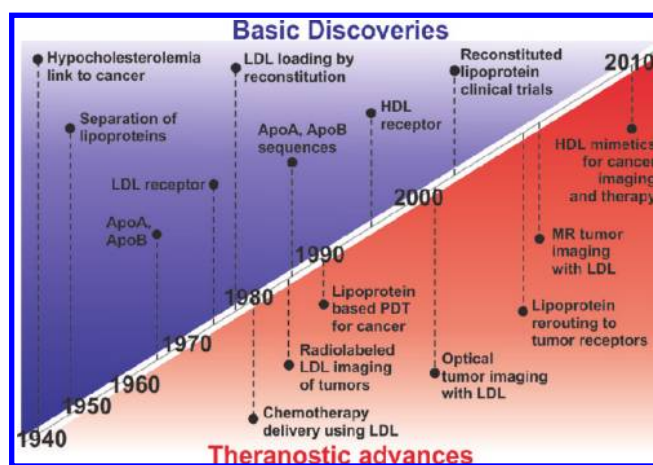 Basic Discoveries
Hypocholesterolemia
link to cancer
LDL loading by
reconstitution
Reconstituted
lipoprotein
clinical trials
2010
Separation of
lipoproteins
HDL
receptor
ApoA, ApoB
sequences
HDL mimetics
for cancer
imaging
and therapy
LDL receptor
2000
ApoA,
ApoB
MR tumor
imaging
with LDL
1990
Lipoprotein
based PDT
for cancer
Lipoprotein
rerouting to
tumor receptors
1980
Radiolabeled
LDL imaging
of tumors
Optical
tumor imaging
with LDL
1970
1960
1950
Chemotherapy
delivery using LDL
1940
Theranostic advances